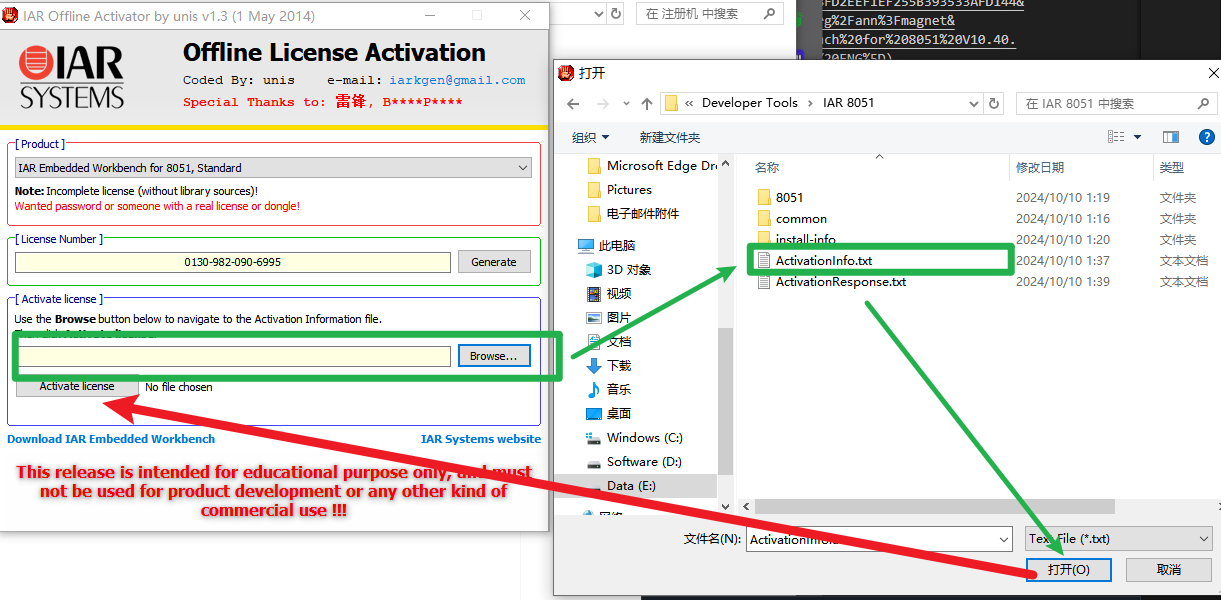 IAR Offline Activator by unis v1.3 (1 May 2014)
IAR
SYSTEMS
Offline License Activation
Coded By: unis e-mail: iarkgen@gmail.com
Special Thanks to: 雷锋, B****P****
[ Product ]
IAR Embedded Workbench for 8051, Standard
Note: Incomplete license (without library sources)!
Wanted password or someone with a real license or dongle!
[ License Number ]
0130-982-090-6995
Generate
[ Activate license ]
Use the Browse button below to navigate to the Activation Information file.
Browse...
Activate license
No file chosen
Download IAR Embedded Workbench
IAR Systems website
This release is intended for educational purpose only, and must
not be used for product development or any other kind of
commercial use !!!
在 注册机 中搜索
FD2EEF1EF255B393533AFD144&
g%2Fann%3Fmagnet&
ch%20for%208051%20V10.40.
%20ENG%5D)
打开
« Developer Tools › IAR 8051
在 IAR 8051 中搜索
组织
新建文件夹
Microsoft Edge Dr
Pictures
电子邮件附件
此电脑
3D 对象
视频
图片
文档
下载
音乐
桌面
Windows (C:)
Software (D:)
Data (E:)
网络
名称
修改日期
类型
8051
2024/10/10 1:19
文件夹
common
2024/10/10 1:16
文件夹
install-info
2024/10/10 1:20
文件夹
ActivationInfo.txt
2024/10/10 1:37
文本文档
ActivationResponse.txt
2024/10/10 1:39
文本文档
文件名(N):
ActivationInfo.
Text File (*.txt)
打开(O)
取消